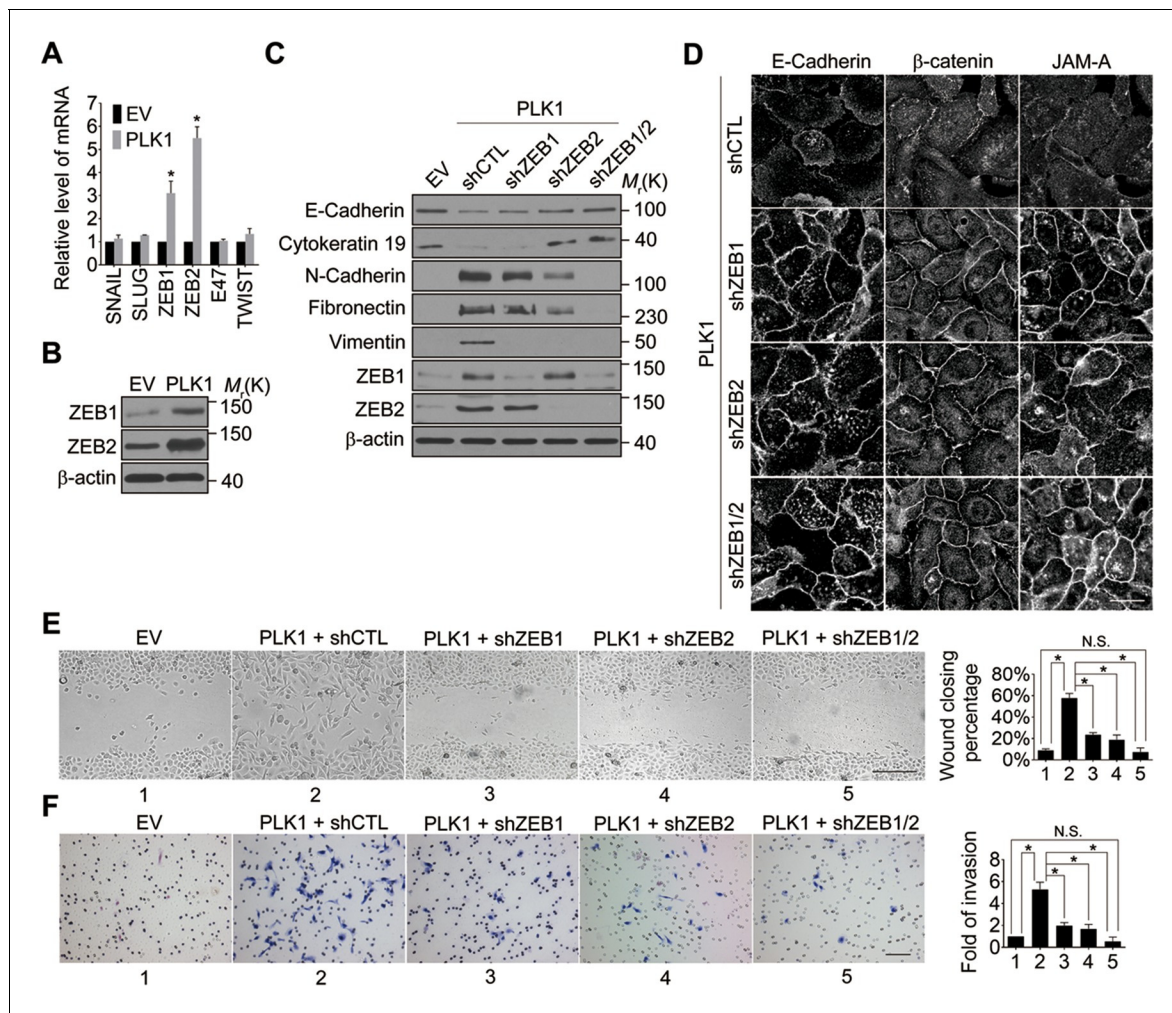 A
Relative level of mRNA
7
6
5
4
3
2
1
0
EV
PLK1
*
*
SNAIL
SLUG
ZEB1
ZEB2
E47
TWIST
B
EV PLK1 Mr(K)
ZEB1
150
ZEB2
150
β-actin
40
C
PLK1
EV
shCTL
shZEB1
shZEB2
shZEB1/2
Mr(K)
E-Cadherin
100
Cytokeratin 19
40
N-Cadherin
100
Fibronectin
230
Vimentin
50
ZEB1
150
ZEB2
150
β-actin
40
D
E-Cadherin β-catenin JAM-A
PLK1
shCTL
shZEB1
shZEB2
shZEB1/2
E
EV PLK1 + shCTL PLK1 + shZEB1 PLK1 + shZEB2 PLK1 + shZEB1/2
1 2 3 4 5
Wound closing
percentage
N.S.
* * * *
80%
60%
40%
20%
0%
1 2 3 4 5
F
EV PLK1 + shCTL PLK1 + shZEB1 PLK1 + shZEB2 PLK1 + shZEB1/2
1 2 3 4 5
Fold of invasion
N.S.
* * * *
8
6
4
2
0
1 2 3 4 5